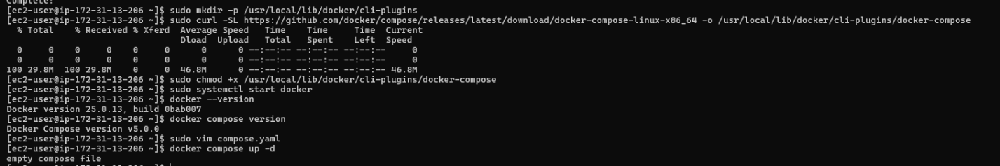 Complete!
[ec2-user@ip-172-31-13-206 ~]$ sudo mkdir -p /usr/local/lib/docker/cli-plugins
[ec2-user@ip-172-31-13-206 ~]$ sudo curl -SL https://github.com/docker/compose/releases/latest/download/docker-compose-linux-x86_64 -o /usr/local/lib/docker/cli-plugins/docker-compose
  % Total    % Received % Xferd  Average Speed   Time    Time     Time  Current
                                 Dload  Upload   Total   Spent    Left  Speed
  0     0    0     0    0     0      0      0 --:--:-- --:--:-- --:--:--     0
  0     0    0     0    0     0      0      0 --:--:-- --:--:-- --:--:--     0
100 29.8M  100 29.8M    0     0  46.8M      0 --:--:-- --:--:-- --:--:-- 46.8M
[ec2-user@ip-172-31-13-206 ~]$ sudo chmod +x /usr/local/lib/docker/cli-plugins/docker-compose
[ec2-user@ip-172-31-13-206 ~]$ sudo systemctl start docker
[ec2-user@ip-172-31-13-206 ~]$ docker --version
Docker version 25.0.13, build 0bab007
[ec2-user@ip-172-31-13-206 ~]$ docker compose version
Docker Compose version v5.0.0
[ec2-user@ip-172-31-13-206 ~]$ sudo vim compose.yaml
[ec2-user@ip-172-31-13-206 ~]$ docker compose up -d
empty compose file